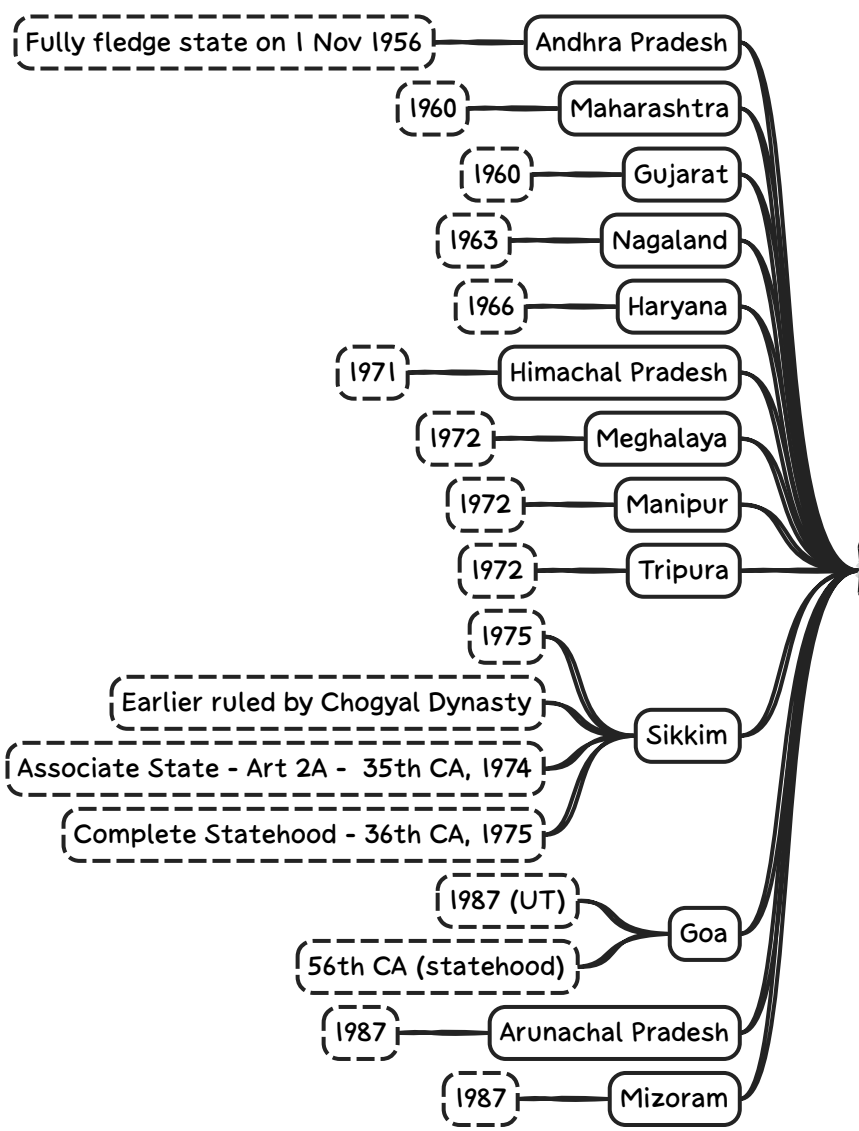 Fully fledge state on 1 Nov 1956
Andhra Pradesh
1960
Maharashtra
1960
Gujarat
1963
Nagaland
1966
Haryana
1971
Himachal Pradesh
1972
Meghalaya
1972
Manipur
1972
Tripura
1975
Earlier ruled by Chogyal Dynasty
Associate State - Art 2A - 35th CA, 1974
Complete Statehood - 36th CA, 1975
Sikkim
1987 (UT)
56th CA (statehood)
Goa
1987
Arunachal Pradesh
1987
Mizoram